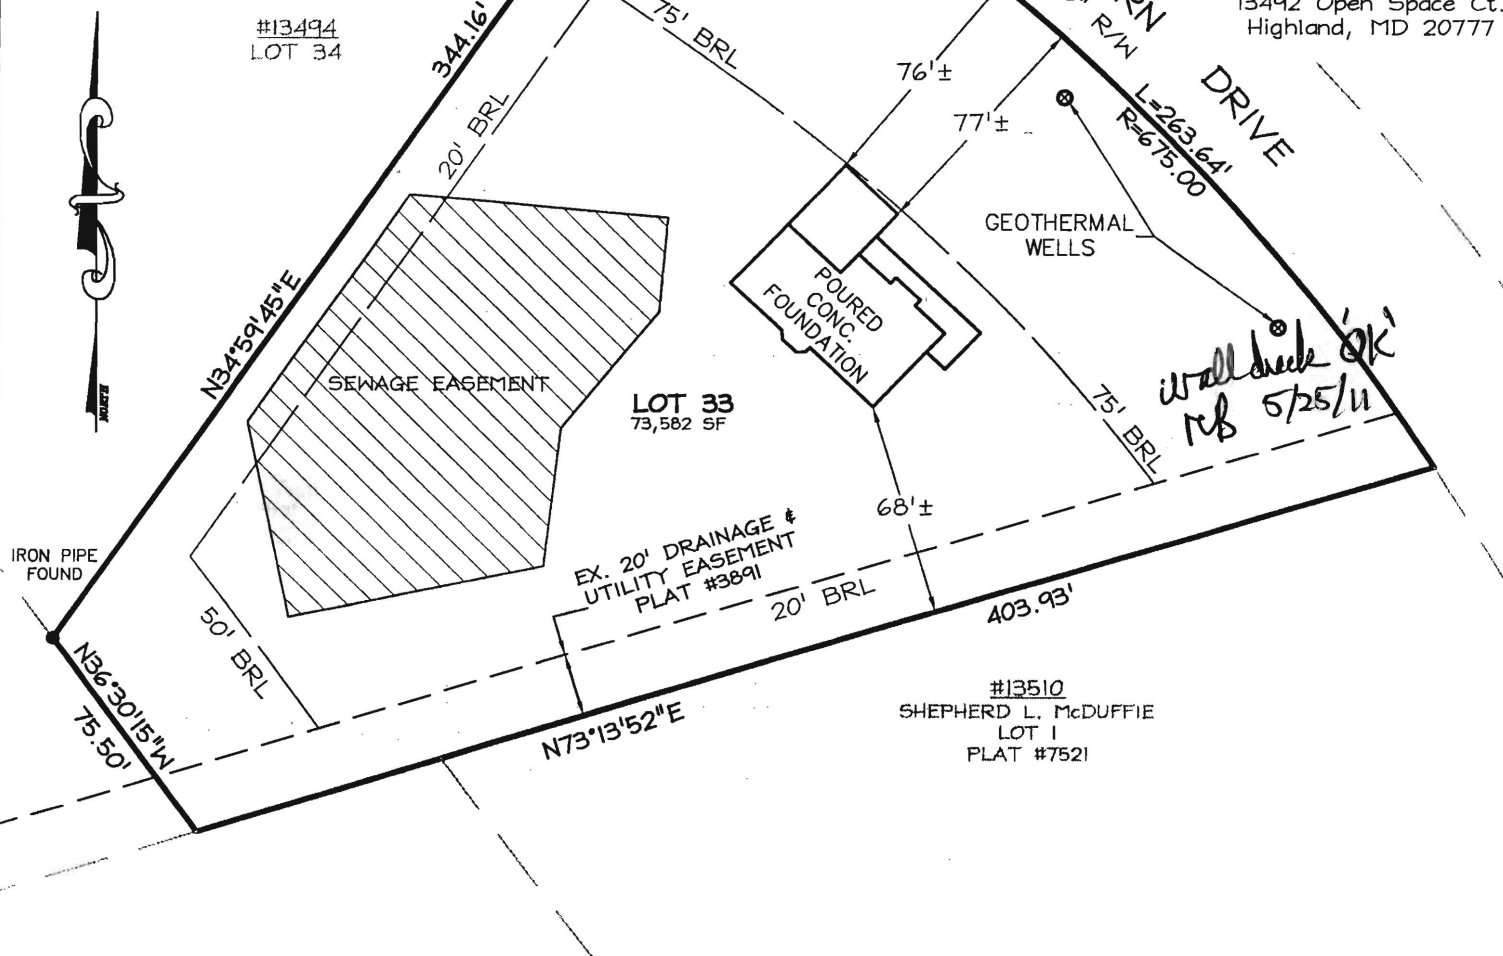 #13494
LOT 34
344.16'
75' BRL
RN
R/W
13492 Open Space Ct.
Highland, MD 20777
DRIVE
76'±
77'±
L=263.64'
R=675.00
20' BRL
GEOTHERMAL
WELLS
N34°59'45"E
POURED
CONC.
FOUNDATION
SEWAGE EASEMENT
LOT 33
73,582 SF
wall check 'OK'
5/25/11
75' BRL
NORTH
68'±
IRON PIPE
FOUND
EX. 20' DRAINAGE &
UTILITY EASEMENT
PLAT #3891
20' BRL
403.93'
50' BRL
N36°30'15"W
75.50'
N73°13'52"E
#13510
SHEPHERD L. McDUFFIE
LOT 1
PLAT #7521